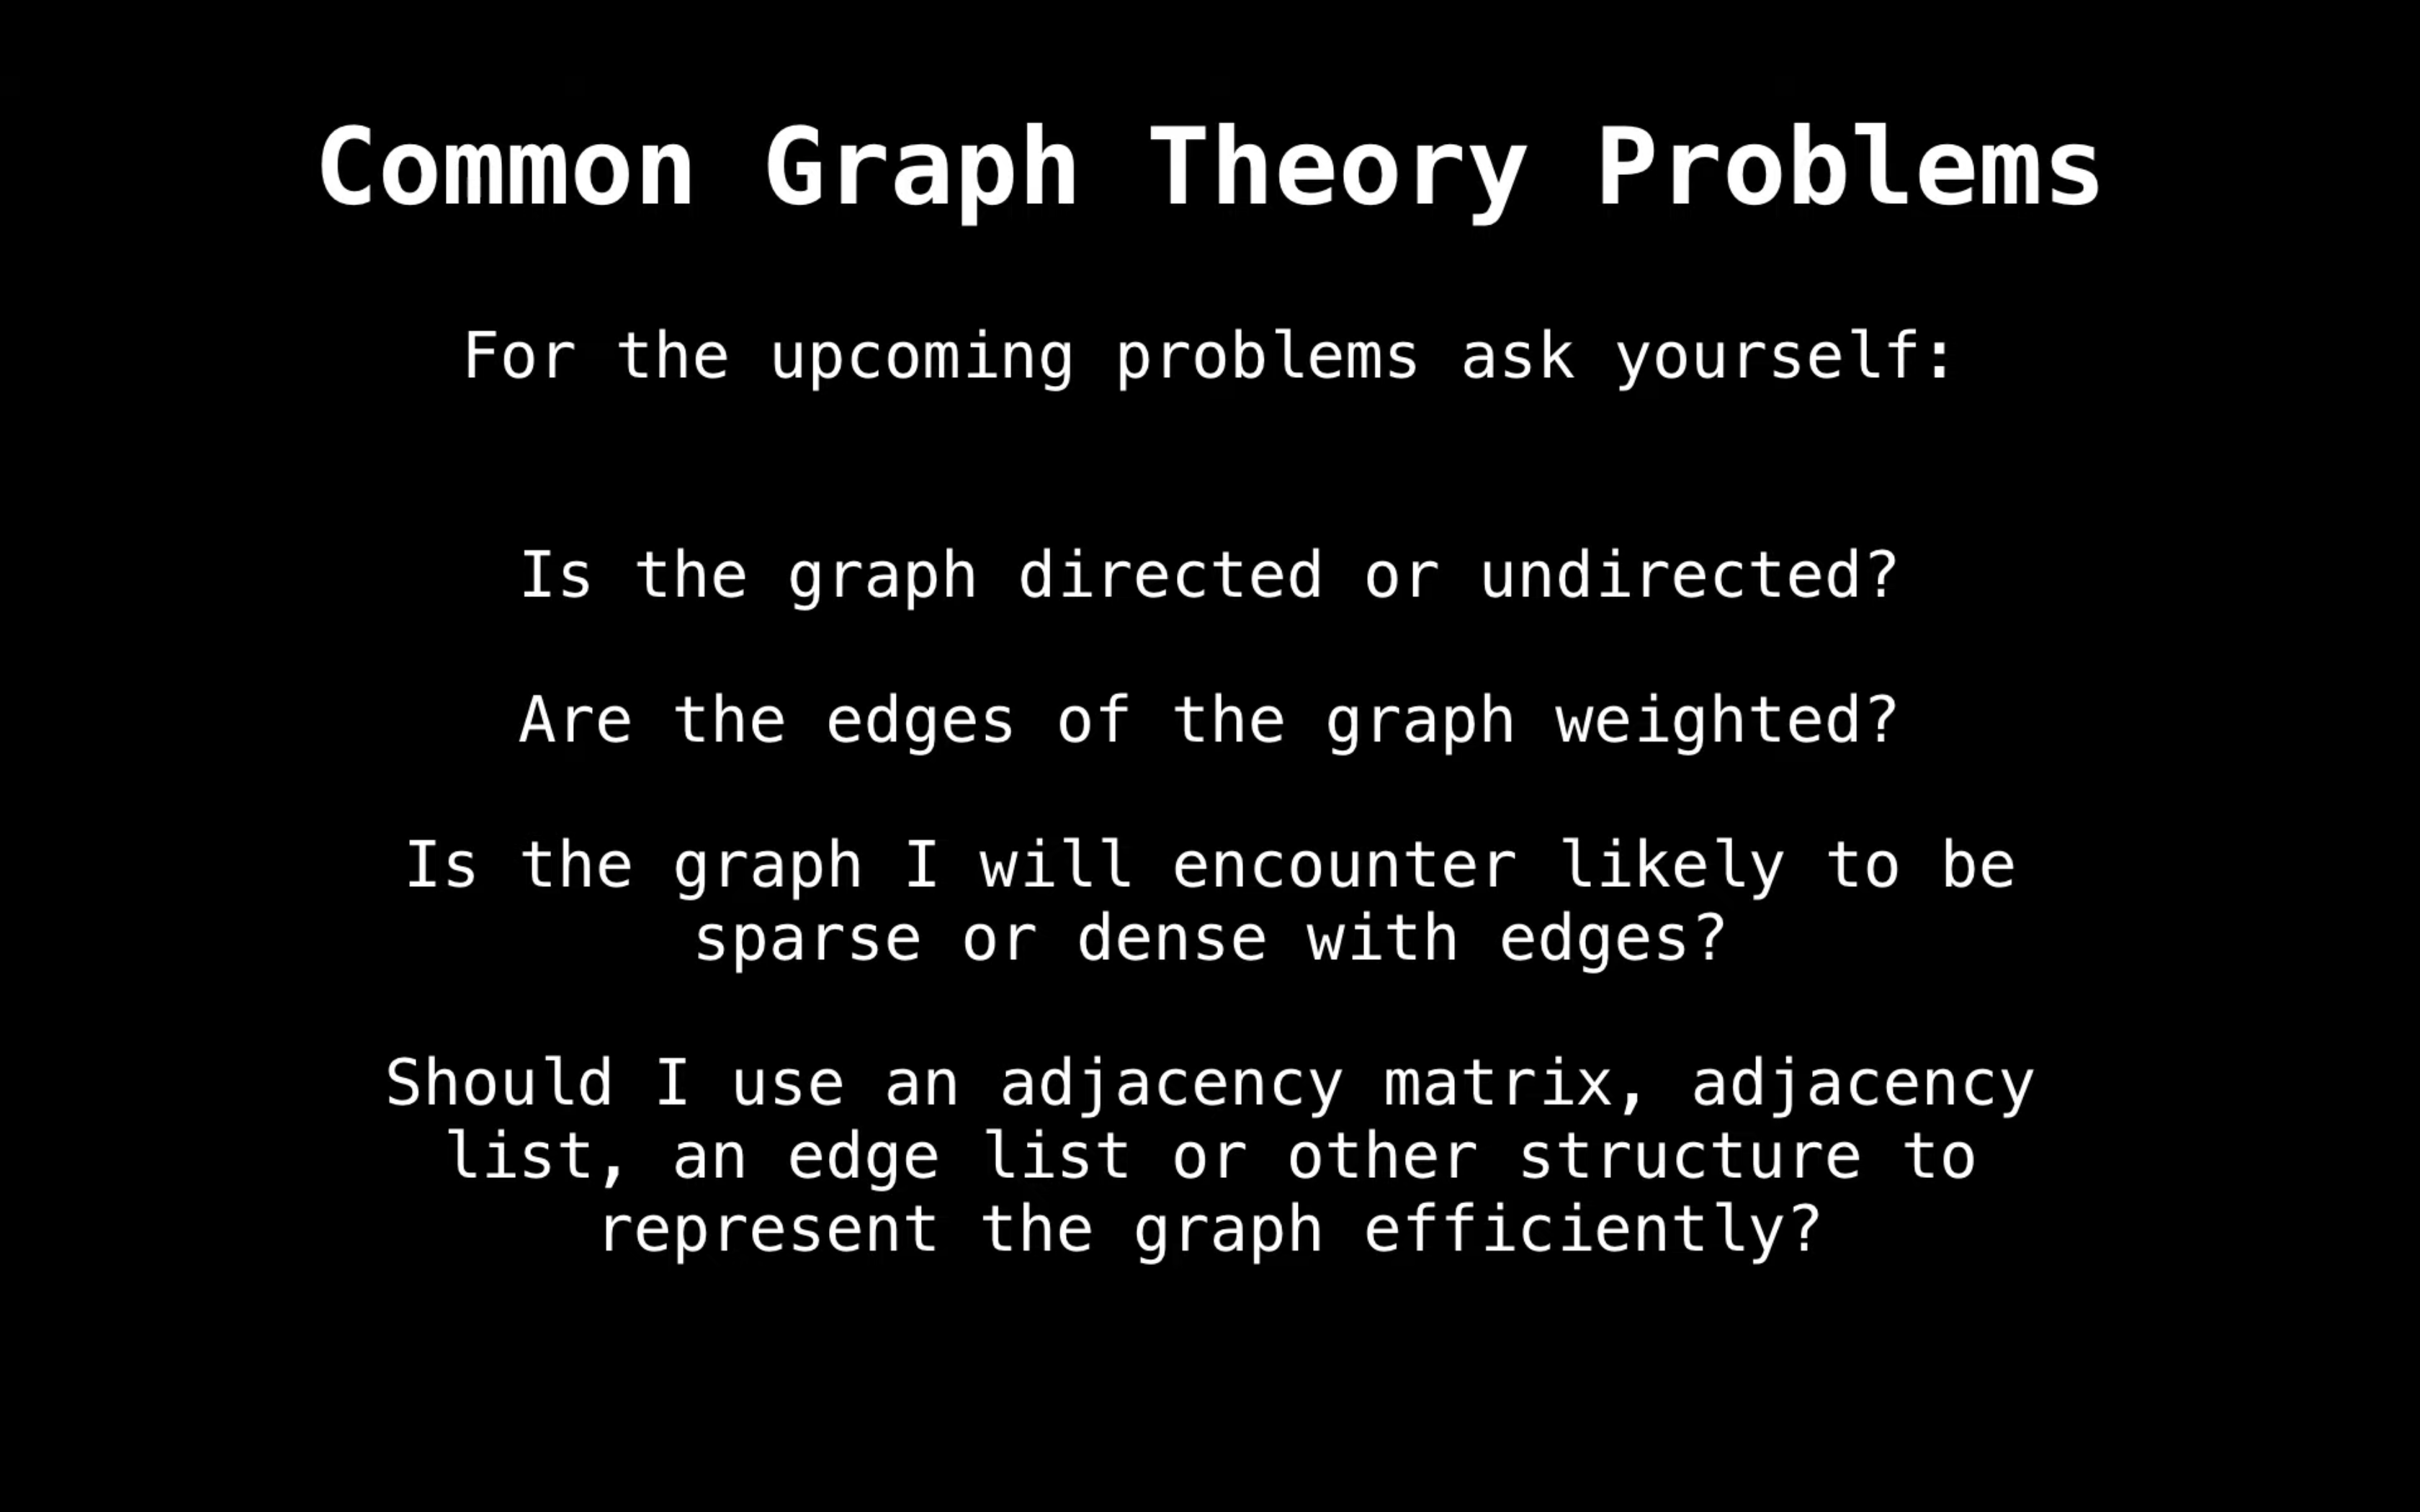 Common Graph Theory Problems
For the upcoming problems ask yourself:
Is the graph directed or undirected?
Are the edges of the graph weighted?
Is the graph I will encounter likely to be
sparse or dense with edges?
Should I use an adjacency matrix, adjacency
list, an edge list or other structure to
represent the graph efficiently?